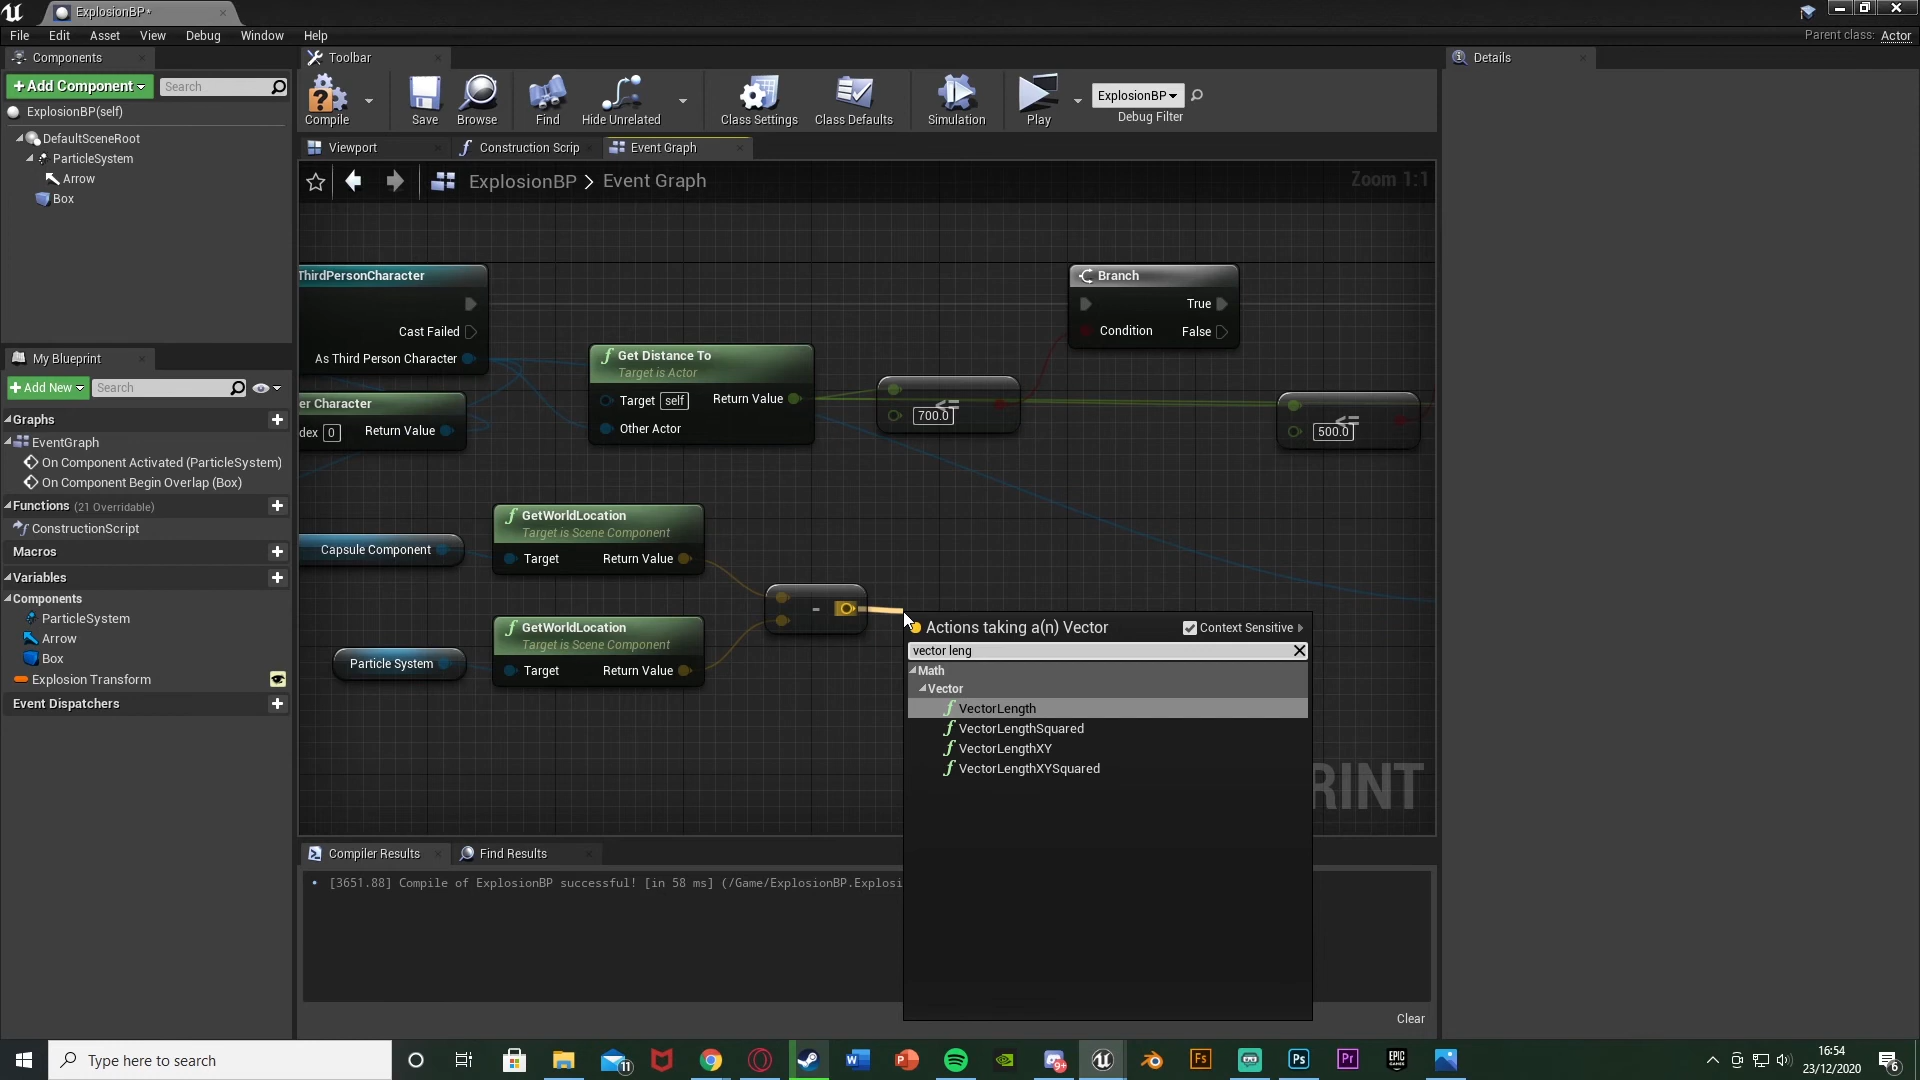 ExplosionBP*
File Edit Asset View Debug Window Help
Parent class: Actor
Components
Toolbar
Details
+Add Component
Search
ExplosionBP(self)
DefaultSceneRoot
ParticleSystem
Arrow
Box
Compile Save Browse Find Hide Unrelated Class Settings Class Defaults Simulation Play
ExplosionBP
Debug Filter
Viewport Construction Scrip Event Graph
ExplosionBP > Event Graph
Zoom 1:1
My Blueprint
+Add New
Search
Graphs
EventGraph
On Component Activated (ParticleSystem)
On Component Begin Overlap (Box)
Functions (21 Overridable)
ConstructionScript
Macros
Variables
Components
ParticleSystem
Arrow
Box
Explosion Transform
Event Dispatchers
ThirdPersonCharacter
Cast Failed
As Third Person Character
er Character
dex 0 Return Value
Get Distance To
Target is Actor
Target self Return Value
Other Actor
<=
700.0
Branch
True
Condition False
<=
500.0
Capsule Component
GetWorldLocation
Target is Scene Component
Target Return Value
Particle System
GetWorldLocation
Target is Scene Component
Target Return Value
-
Actions taking a(n) Vector
Context Sensitive
vector leng
Math
Vector
VectorLength
VectorLengthSquared
VectorLengthXY
VectorLengthXYSquared
RINT
Compiler Results Find Results
[3651.88] Compile of ExplosionBP successful! [in 58 ms] (/Game/ExplosionBP.Explosi
Clear
Type here to search
16:54
23/12/2020